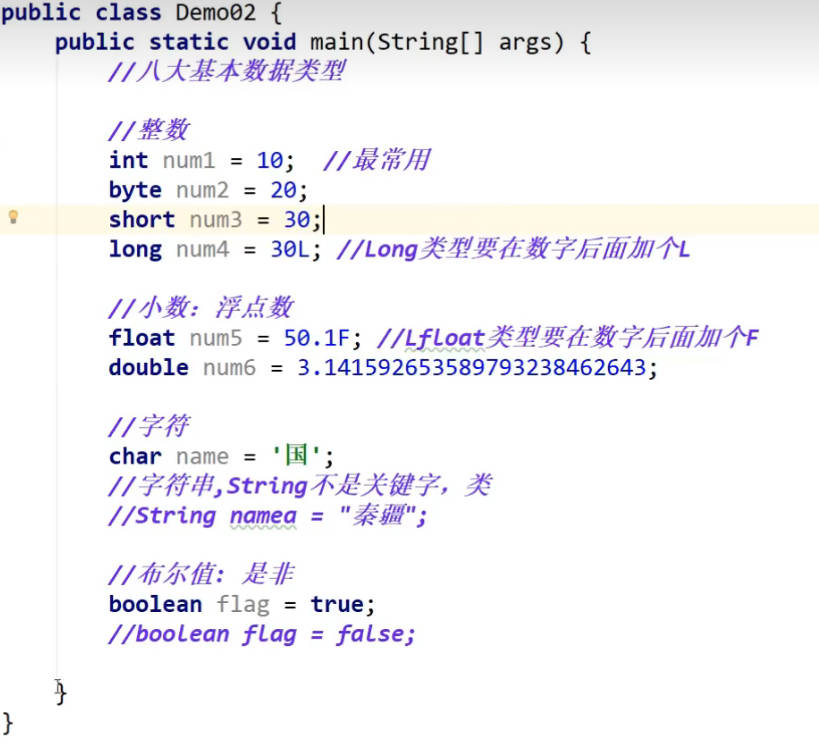 public class Demo02 {
public static void main(String[] args) {
//八大基本数据类型
//整数
int num1 = 10; //最常用
byte num2 = 20;
short num3 = 30;
long num4 = 30L; //Long类型要在数字后面加个L
//小数：浮点数
float num5 = 50.1F; //Lfloat类型要在数字后面加个F
double num6 = 3.141592653589793238462643;
//字符
char name = '国';
//字符串,String不是关键字，类
//String namea = "秦疆";
//布尔值：是非
boolean flag = true;
//boolean flag = false;
}
}